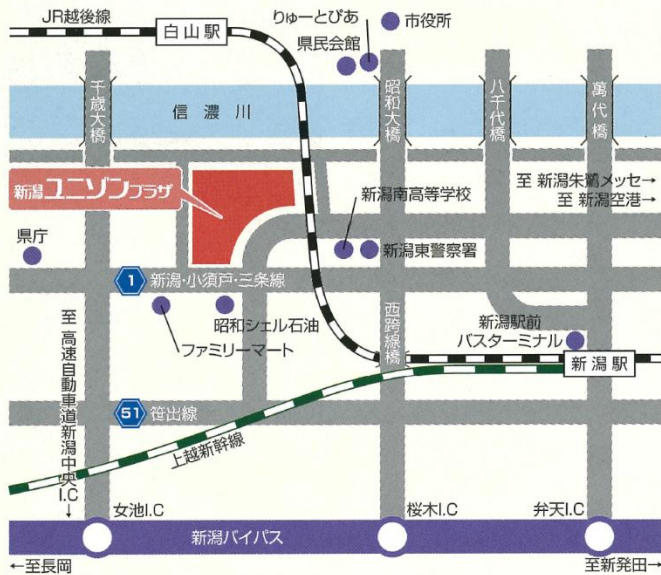 JR越後線
白山駅
りゅーとぴあ
県民会館
市役所
千歳大橋
信濃川
昭和大橋
八千代橋
萬代橋
新潟ユニゾンプラザ
新潟南高等学校
至 新潟朱鷺メッセ→
至 新潟空港→
県庁
新潟東警察署
1 新潟・小須戸・三条線
昭和シェル石油
ファミリーマート
西跨線橋
新潟駅前
バスターミナル
新潟駅
至 高速自動車道新潟中央I.C→
51 笹出線
上越新幹線
女池I.C
桜木I.C
弁天I.C
新潟バイパス
←至長岡
至新発田→